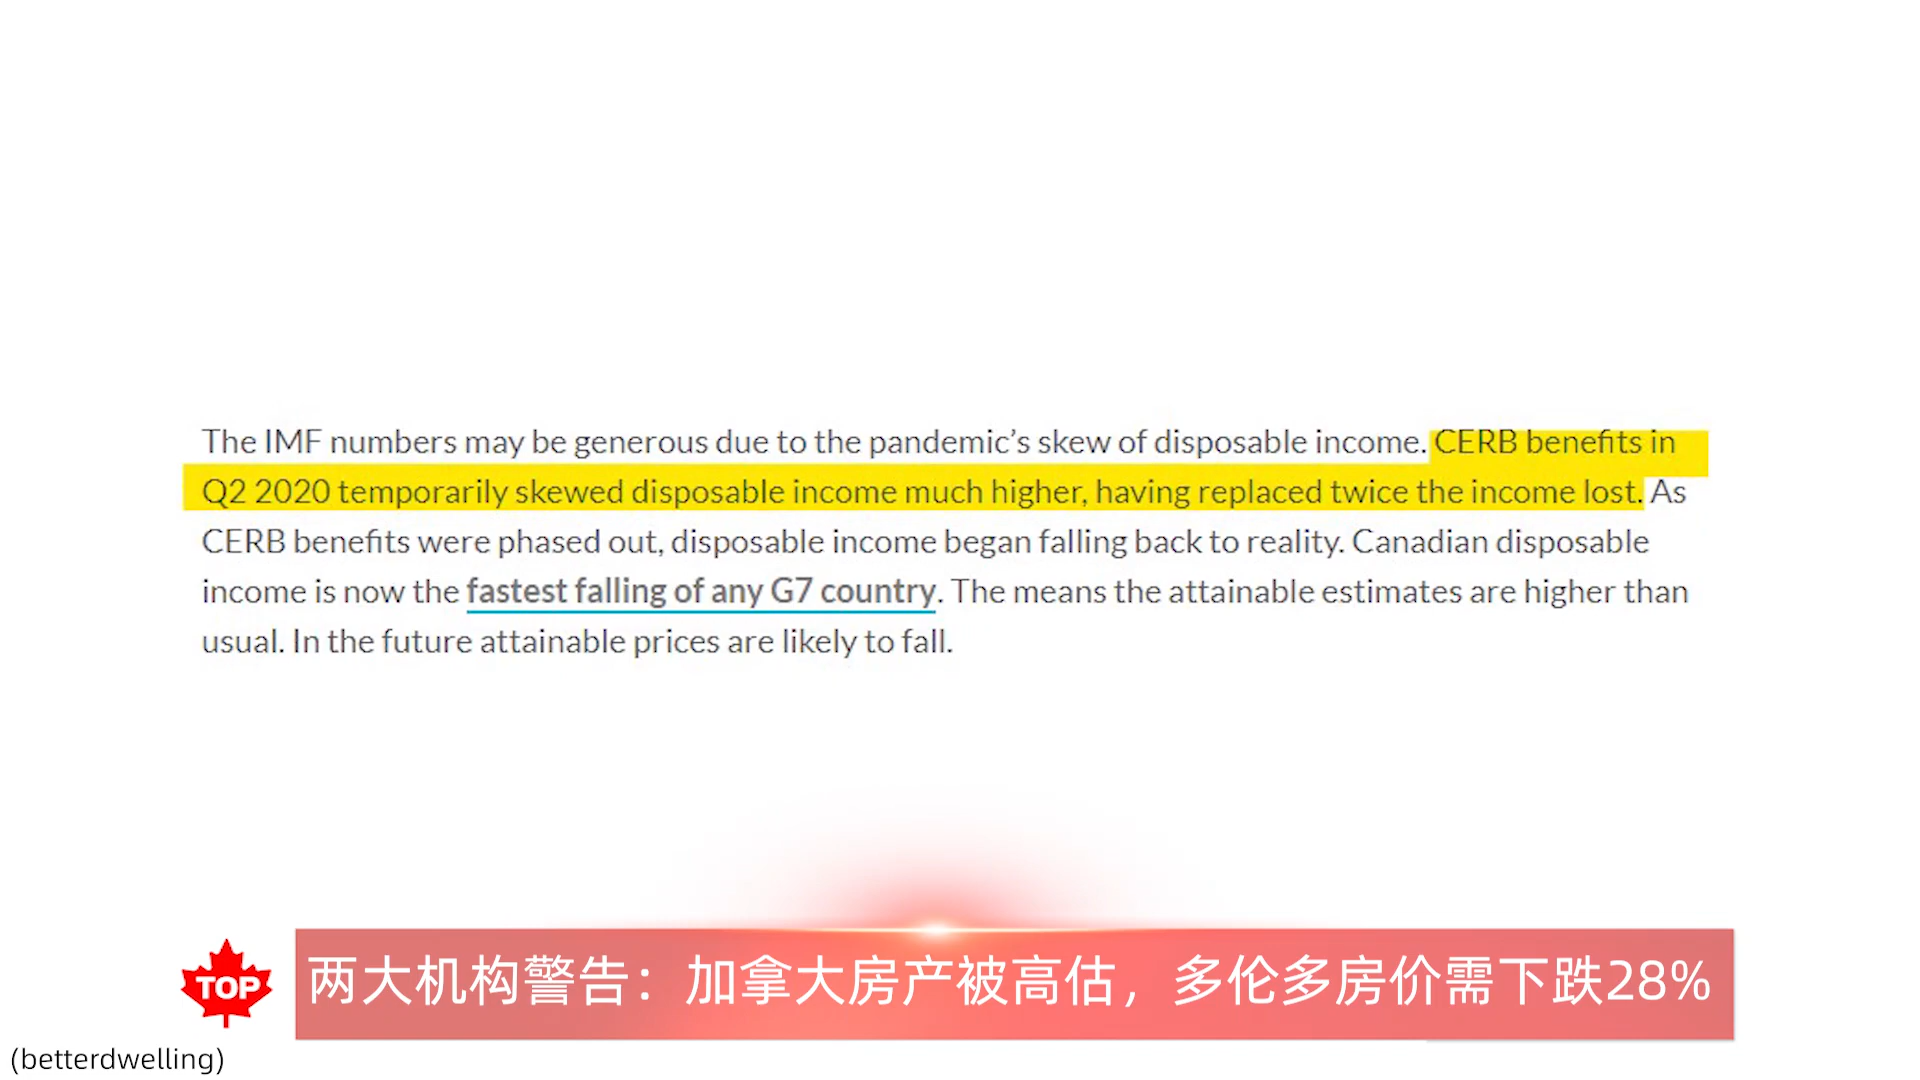 The IMF numbers may be generous due to the pandemic’s skew of disposable income. CERB benefits in
Q2 2020 temporarily skewed disposable income much higher, having replaced twice the income lost. As
CERB benefits were phased out, disposable income began falling back to reality. Canadian disposable
income is now the fastest falling of any G7 country. The means the attainable estimates are higher than
usual. In the future attainable prices are likely to fall.
TOP
两大机构警告：加拿大房产被高估，多伦多房价需下跌28%
(betterdwelling)